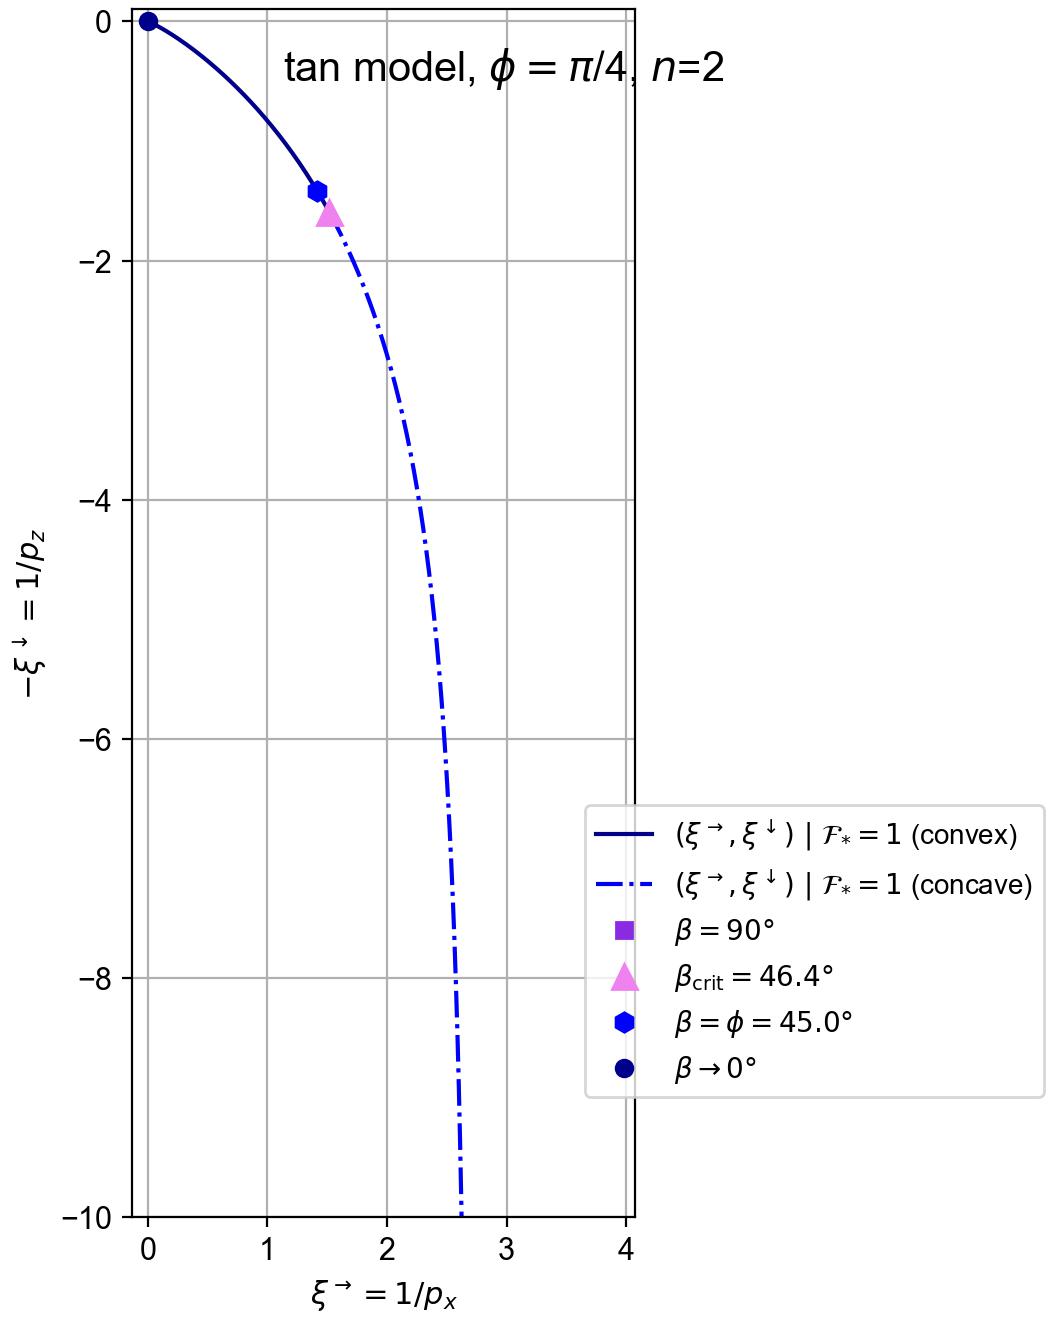 tan model, ϕ = π/4, n=2
0
−2
−4
−6
−8
−10
−ξ↓ = 1/p_z
0 1 2 3 4
ξ→ = 1/p_x
(ξ→, ξ↓) | ℱ* = 1 (convex)
(ξ→, ξ↓) | ℱ* = 1 (concave)
β = 90°
β_crit = 46.4°
β = ϕ = 45.0°
β → 0°